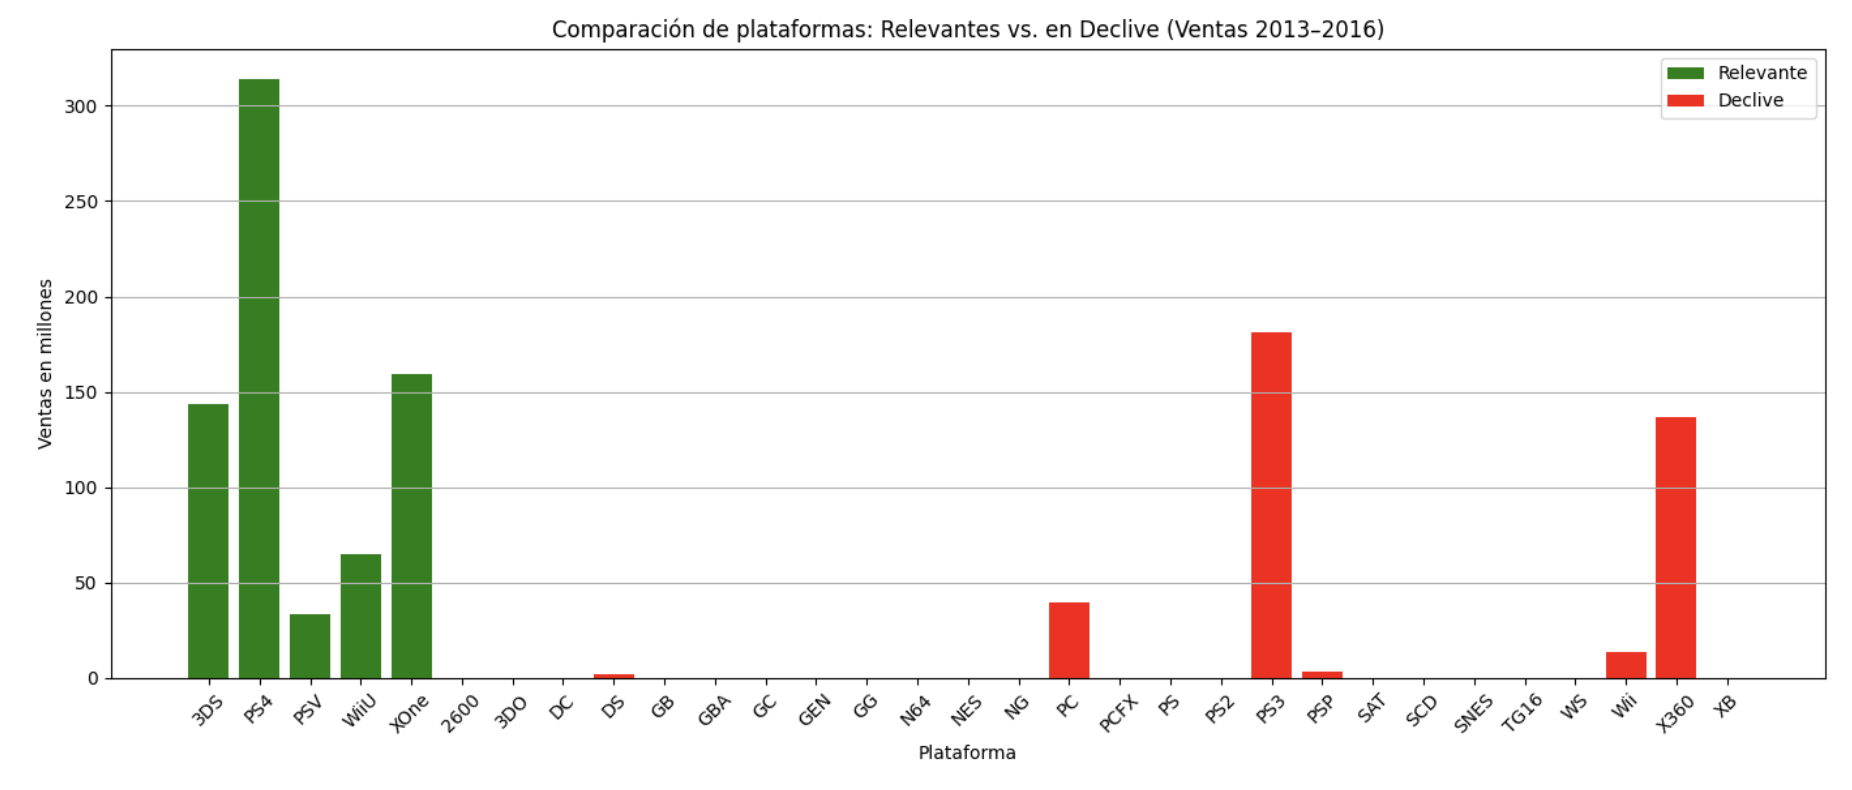 Comparación de plataformas: Relevantes vs. en Declive (Ventas 2013–2016)
Relevante
Declive
Ventas en millones
300
250
200
150
100
50
0
3DS
PS4
PSV
WiiU
XOne
2600
3DO
DC
DS
GB
GBA
GC
GEN
GG
N64
NES
NG
PC
PCFX
PS
PS2
PS3
PSP
SAT
SCD
SNES
TG16
WS
Wii
X360
XB
Plataforma